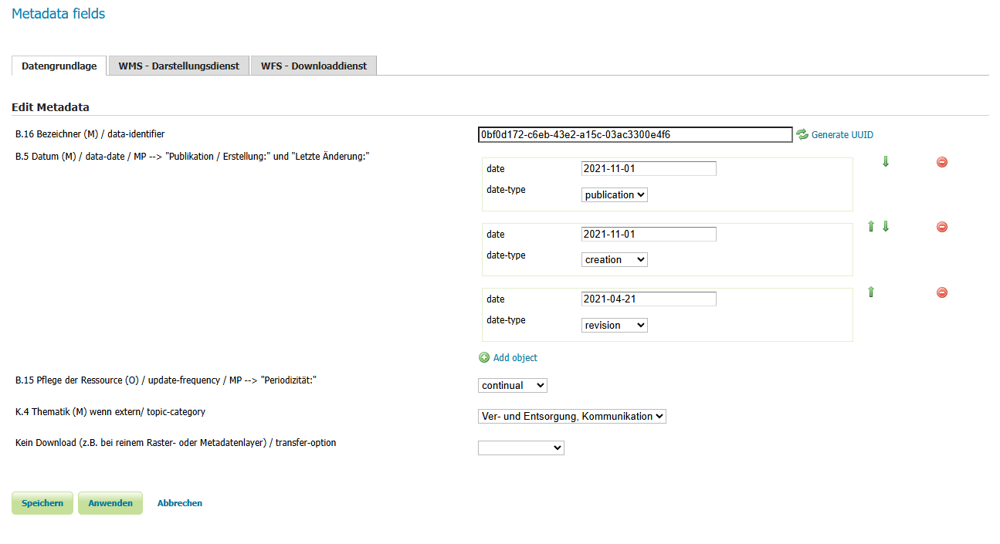 Metadata fields
Datengrundlage WMS - Darstellungsdienst WFS - Downloaddienst
Edit Metadata
B.16 Bezeichner (M) / data-identifier 0bf0d172-c6eb-43e2-a15c-03ac3300e4f6 Generate UUID
B.5 Datum (M) / data-date / MP --> "Publikation / Erstellung:" und "Letzte Änderung:"
date 2021-11-01
date-type publication
date 2021-11-01
date-type creation
date 2021-04-21
date-type revision
Add object
B.15 Pflege der Ressource (O) / update-frequency / MP --> "Periodizität:" continual
K.4 Thematik (M) wenn extern/ topic-category Ver- und Entsorgung, Kommunikation
Kein Download (z.B. bei reinem Raster- oder Metadatenlayer) / transfer-option
Speichern Anwenden Abbrechen